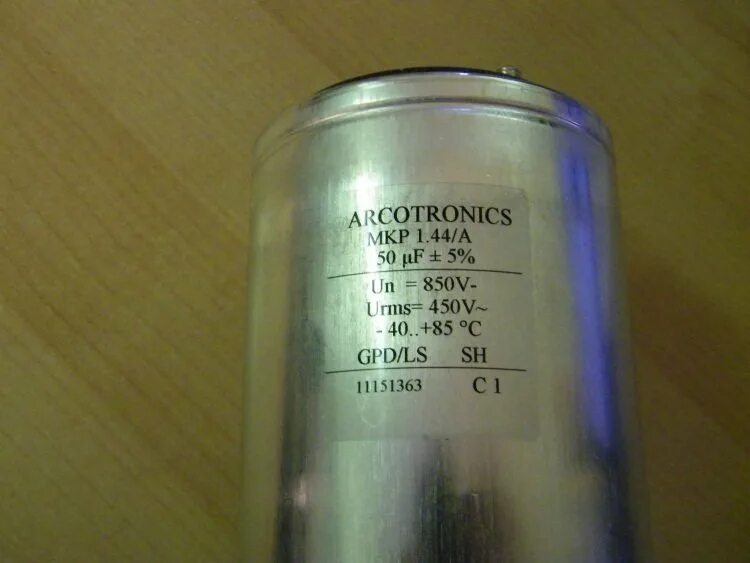 ARCOTRONICS
MKP 1.44/A
50 µF ± 5%
Un = 850V-
Urms= 450V~
- 40..+85 °C
GPD/LS SH
11151363 C 1